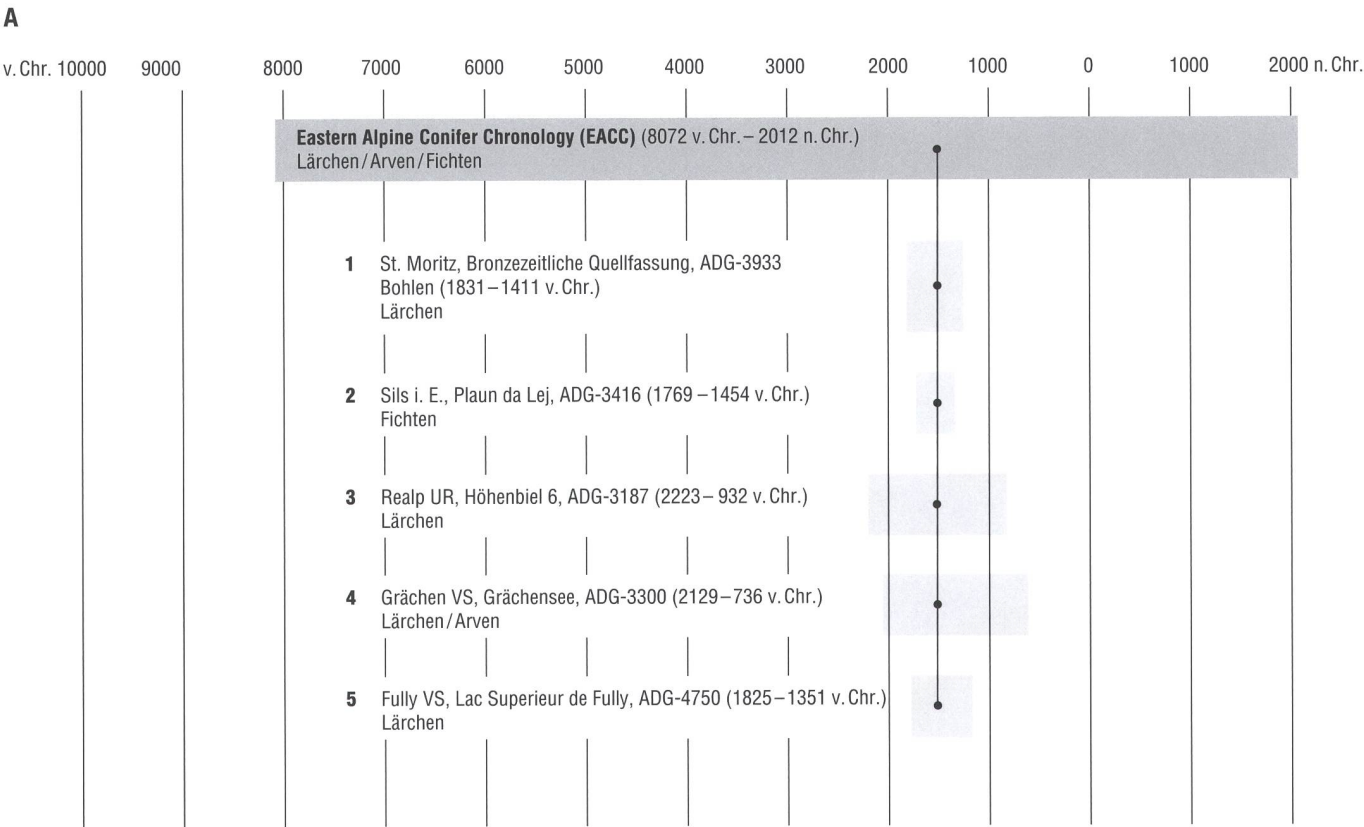 A
v. Chr. 10000 9000 8000 7000 6000 5000 4000 3000 2000 1000 0 1000 2000 n. Chr.
Eastern Alpine Conifer Chronology (EACC) (8072 v. Chr. – 2012 n. Chr.)
Lärchen / Arven / Fichten
1 St. Moritz, Bronzezeitliche Quellfassung, ADG-3933
Bohlen (1831–1411 v. Chr.)
Lärchen
2 Sils i. E., Plaun da Lej, ADG-3416 (1769–1454 v. Chr.)
Fichten
3 Realp UR, Höhenbiel 6, ADG-3187 (2223–932 v. Chr.)
Lärchen
4 Grächen VS, Grächensee, ADG-3300 (2129–736 v. Chr.)
Lärchen / Arven
5 Fully VS, Lac Superieur de Fully, ADG-4750 (1825–1351 v. Chr.)
Lärchen